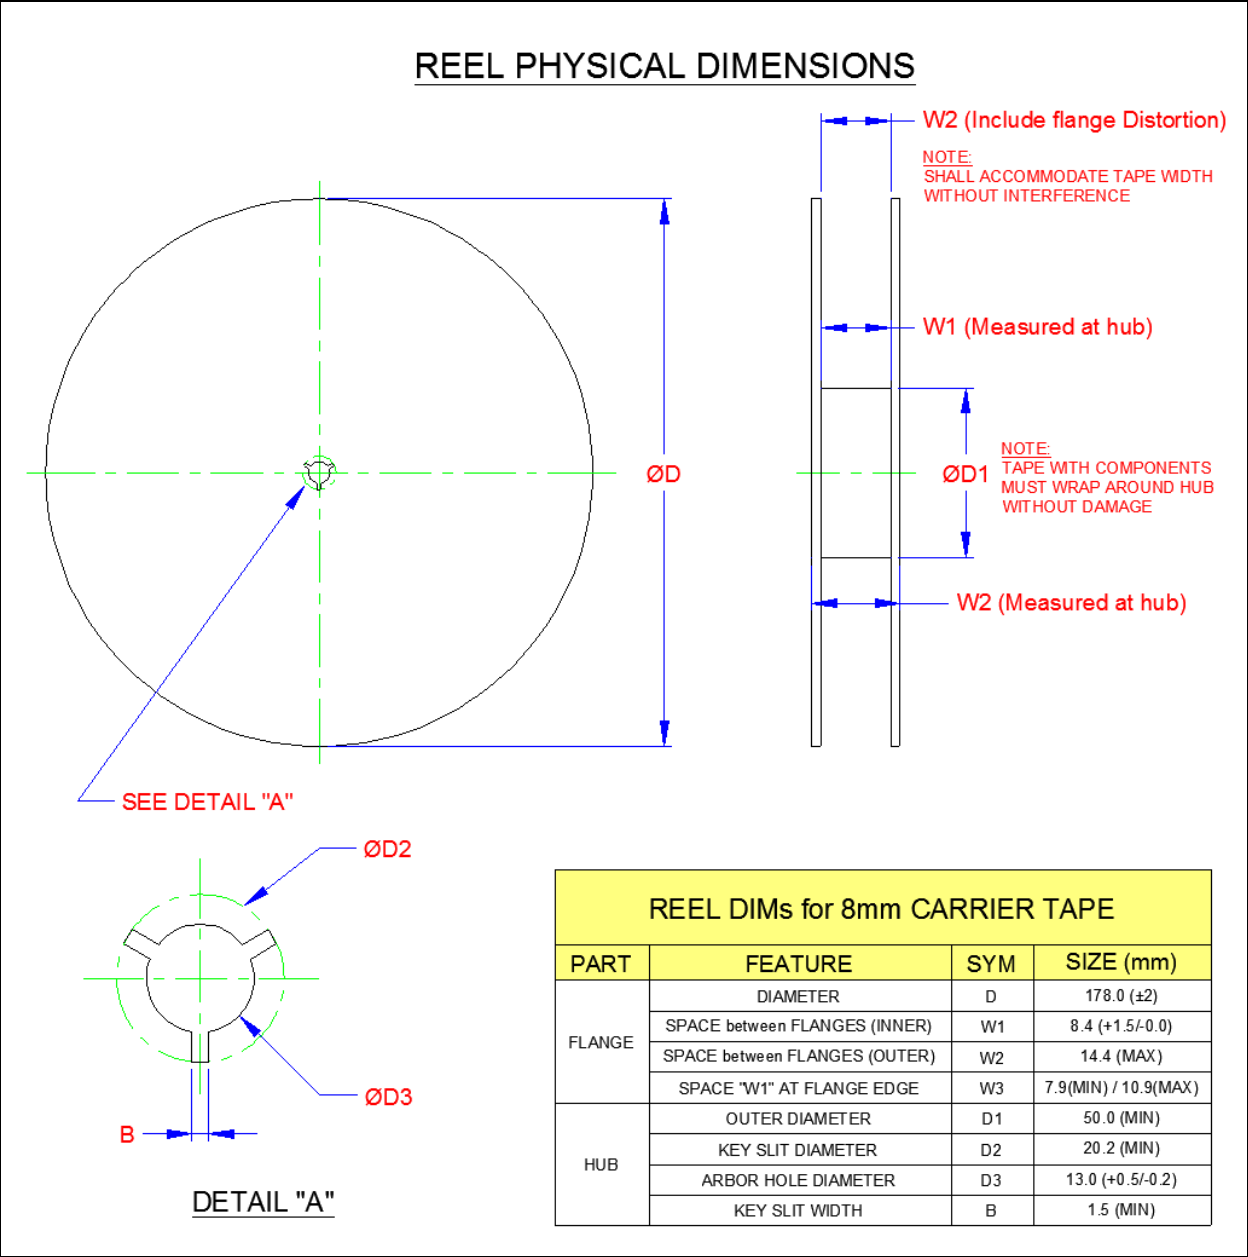 REEL PHYSICAL DIMENSIONS
W2 (Include flange Distortion)
NOTE:
SHALL ACCOMMODATE TAPE WIDTH
WITHOUT INTERFERENCE
W1 (Measured at hub)
ØD
ØD1
NOTE:
TAPE WITH COMPONENTS
MUST WRAP AROUND HUB
WITHOUT DAMAGE
W2 (Measured at hub)
SEE DETAIL "A"
ØD2
ØD3
B
DETAIL "A"
REEL DIMs for 8mm CARRIER TAPE
PART FEATURE SYM SIZE (mm)
FLANGE
DIAMETER D 178.0 (±2)
SPACE between FLANGES (INNER) W1 8.4 (+1.5/-0.0)
SPACE between FLANGES (OUTER) W2 14.4 (MAX)
SPACE "W1" AT FLANGE EDGE W3 7.9(MIN) / 10.9(MAX)
HUB
OUTER DIAMETER D1 50.0 (MIN)
KEY SLIT DIAMETER D2 20.2 (MIN)
ARBOR HOLE DIAMETER D3 13.0 (+0.5/-0.2)
KEY SLIT WIDTH B 1.5 (MIN)